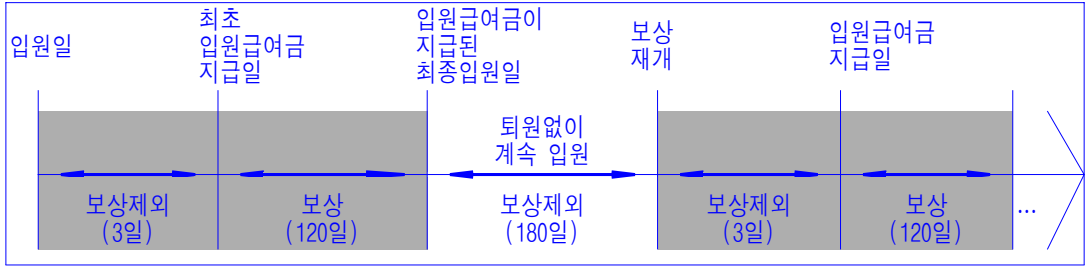 입원일
최초
입원급여금
지급일
입원급여금이
지급된
최종입원일
보상
재개
입원급여금
지급일
퇴원없이
계속 입원
보상제외
(3일)
보상
(120일)
보상제외
(180일)
보상제외
(3일)
보상
(120일)
...